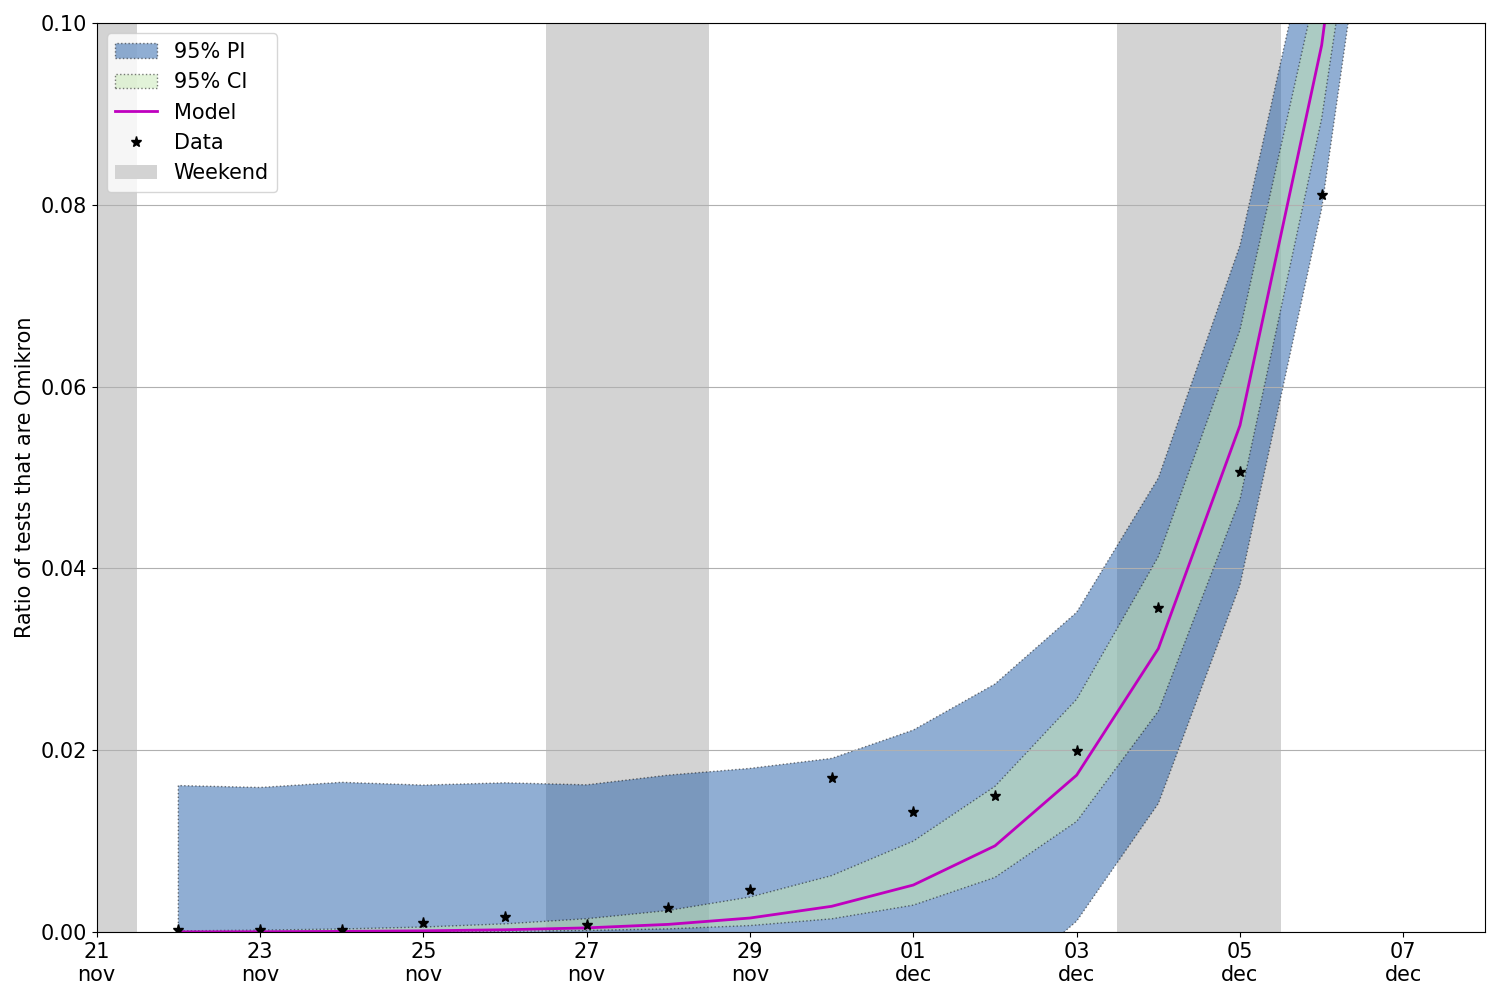 0.10
0.08
0.06
0.04
0.02
0.00
Ratio of tests that are Omikron
95% PI
95% CI
Model
Data
Weekend
21 23 25 27 29 01 03 05 07
nov nov nov nov nov dec dec dec dec